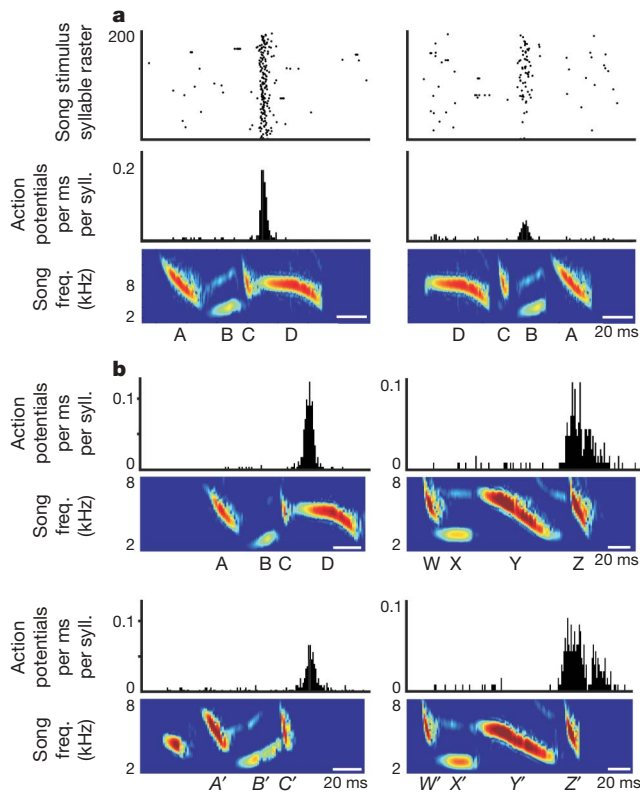 a
Song stimulus
syllable raster
200
Action
potentials
per ms
per syll.
0.2
0
Song
freq.
(kHz)
8
2
A B C D
D C B A
20 ms
b
Action
potentials
per ms
per syll.
0.1
0
0.1
0
Song
freq.
(kHz)
8
2
8
2
A B C D
W X Y Z
20 ms
Action
potentials
per ms
per syll.
0.1
0
0.1
0
Song
freq.
(kHz)
8
2
8
2
A′ B′ C′
20 ms
W′ X′ Y′ Z′
20 ms